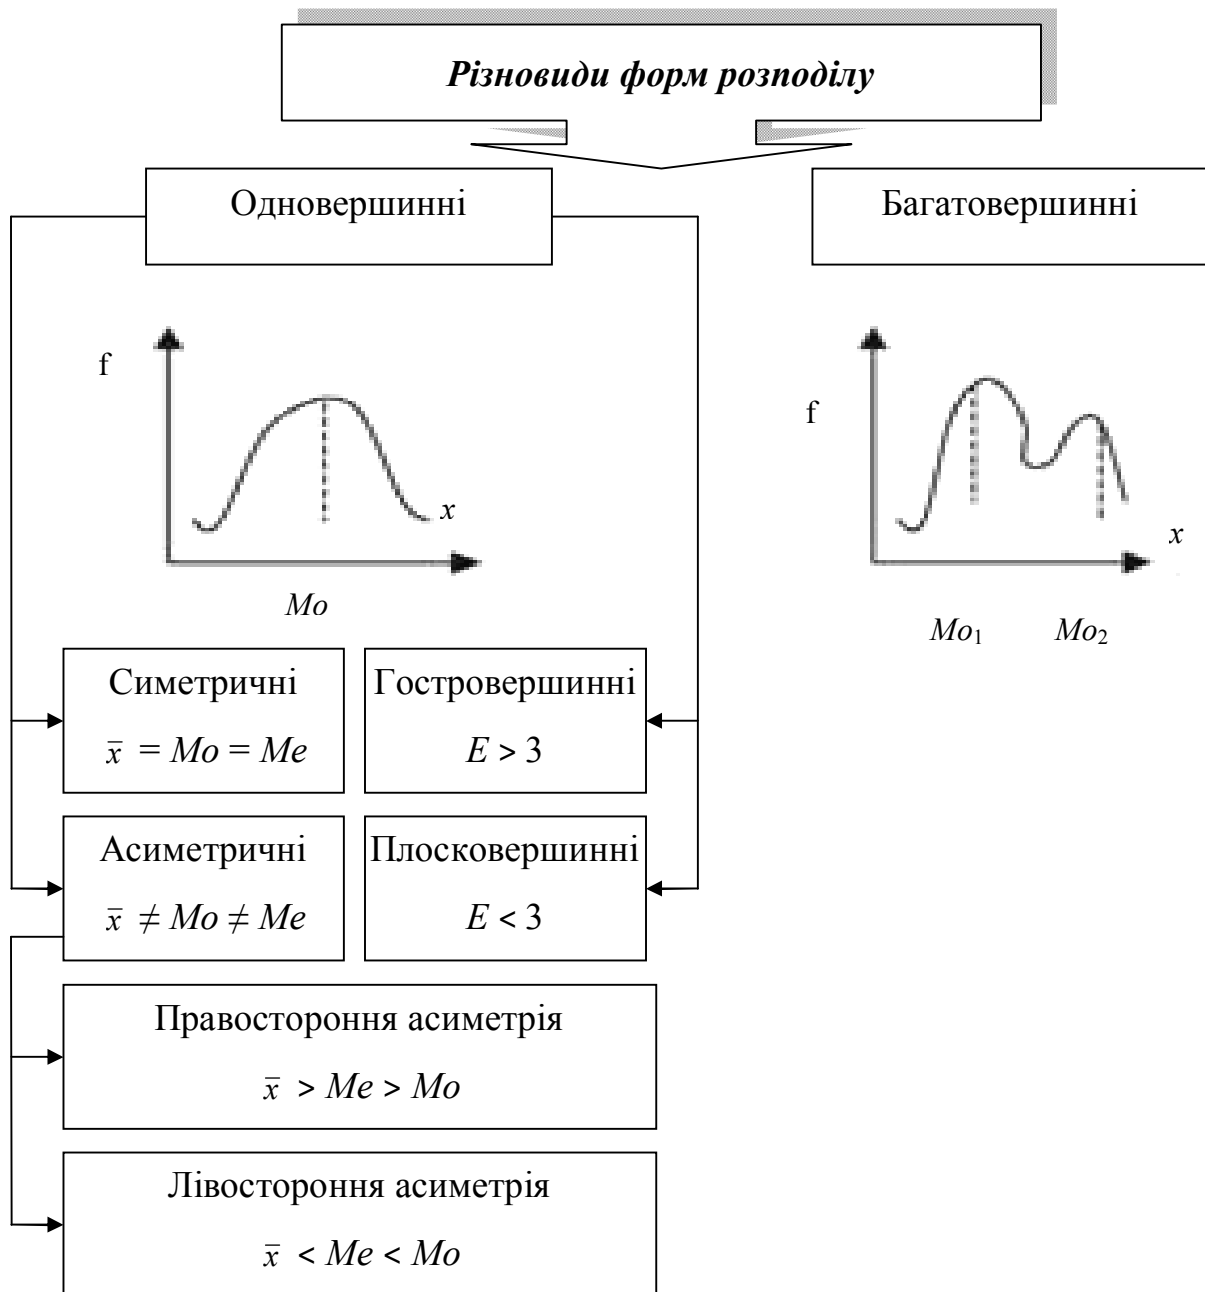 Різновиди форм розподілу
Одновершинні
Багатовершинні
f
x
Mo
f
x
Mo₁ Mo₂
Симетричні
x̄ = Mo = Me
Гостровершинні
E > 3
Асиметричні
x̄ ≠ Mo ≠ Me
Плосковершинні
E < 3
Правостороння асиметрія
x̄ > Me > Mo
Лівостороння асиметрія
x̄ < Me < Mo